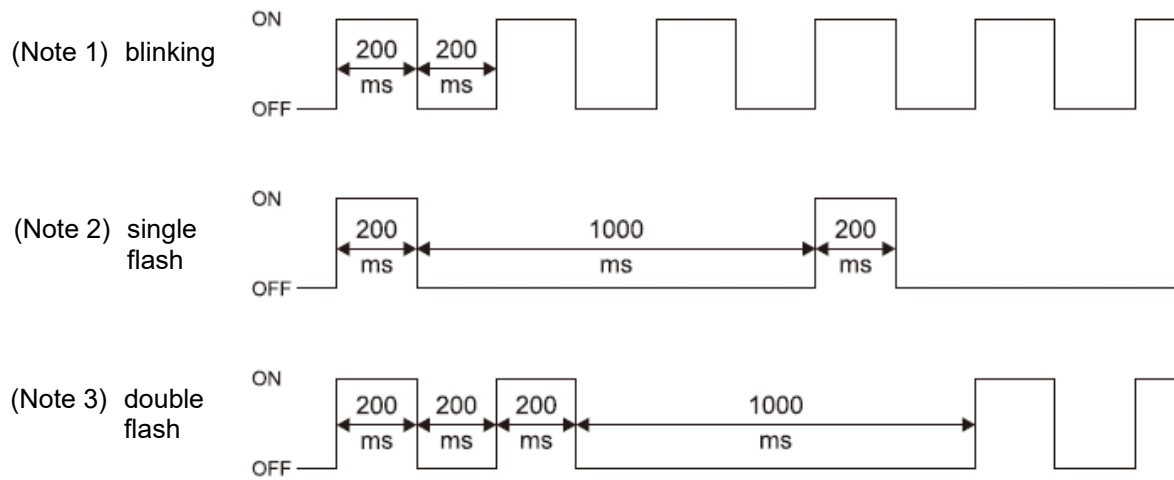 ON
(Note 1) blinking
200 200
ms ms
OFF
ON
(Note 2) single
flash
200 1000 200
ms ms ms
OFF
ON
(Note 3) double
flash
200 200 200 1000
ms ms ms ms
OFF